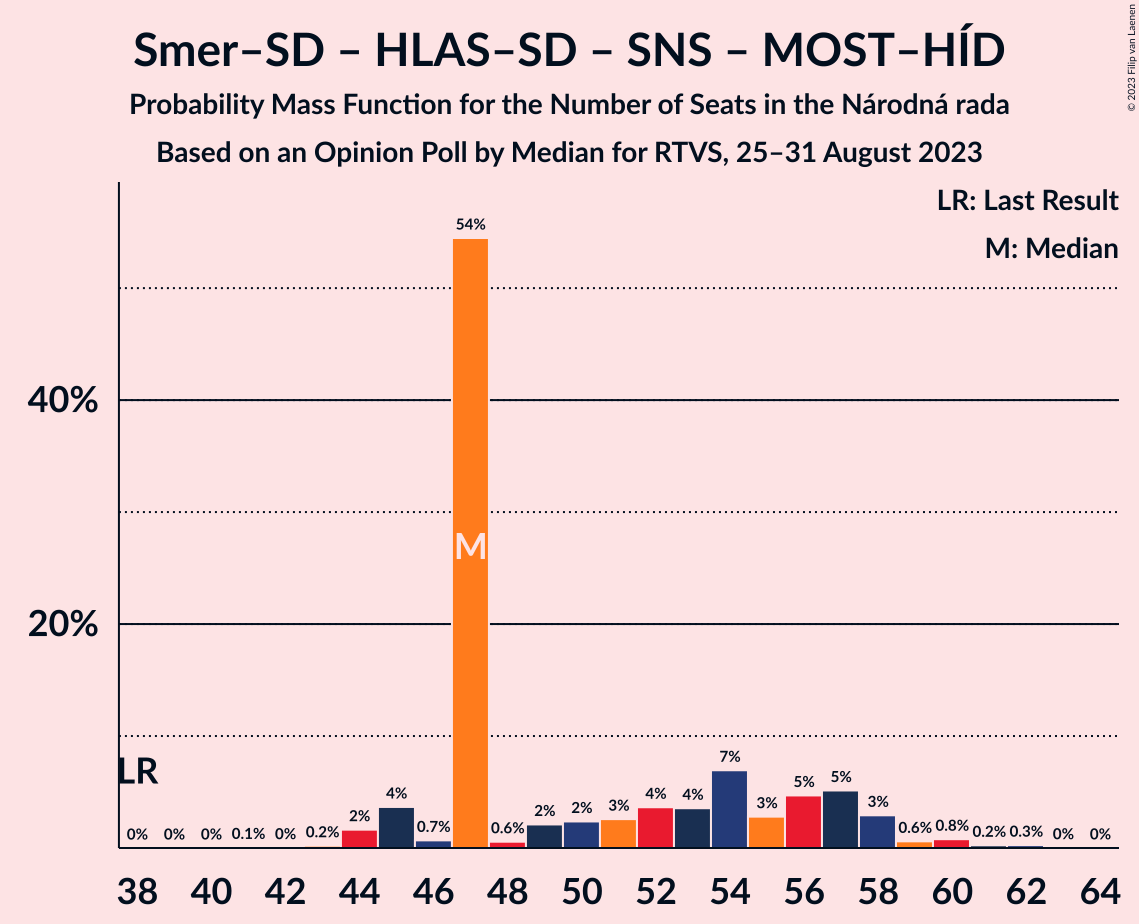 Smer–SD – HLAS–SD – SNS – MOST–HÍD
Probability Mass Function for the Number of Seats in the Národná rada
Based on an Opinion Poll by Median for RTVS, 25–31 August 2023
© 2023 Filip van Laenen
LR: Last Result
M: Median
54%
40%
M
20%
LR
0% 0% 0% 0.1% 0% 0.2% 2% 4% 0.7% 0.6% 2% 2% 3% 4% 4% 7% 3% 5% 5% 3% 0.6% 0.8% 0.2% 0.3% 0% 0%
38 40 42 44 46 48 50 52 54 56 58 60 62 64